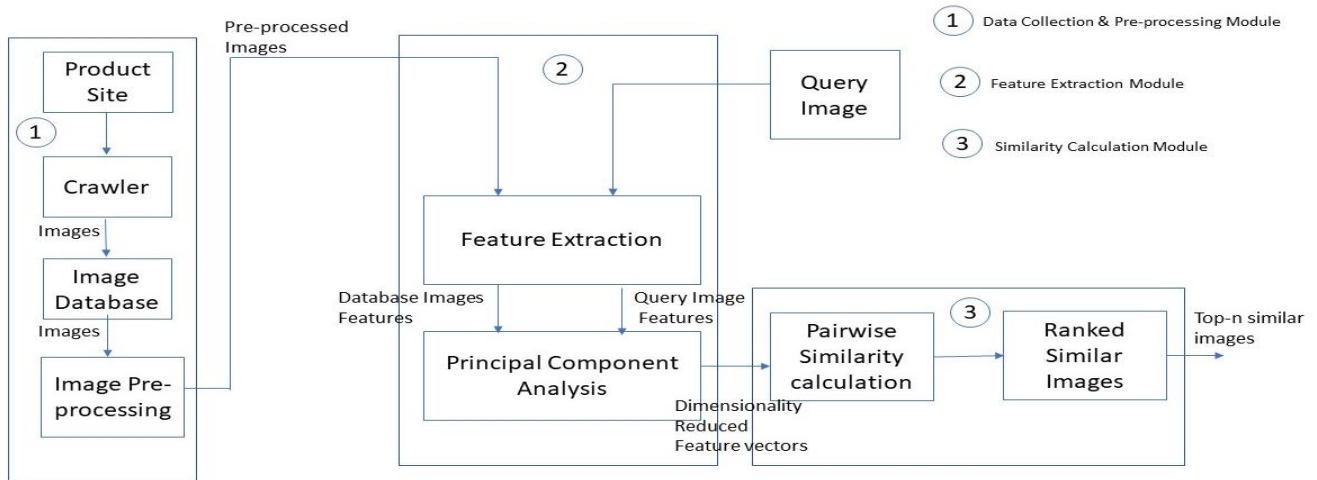 1
Product
Site
Crawler
Images
Image
Database
Images
Image Pre-
processing
Pre-processed
Images
2
Query
Image
Feature Extraction
Database Images
Features
Query Image
Features
Principal Component
Analysis
Dimensionality
Reduced
Feature vectors
3
Pairwise
Similarity
calculation
Ranked
Similar
Images
Top-n similar
images
1 Data Collection & Pre-processing Module
2 Feature Extraction Module
3 Similarity Calculation Module